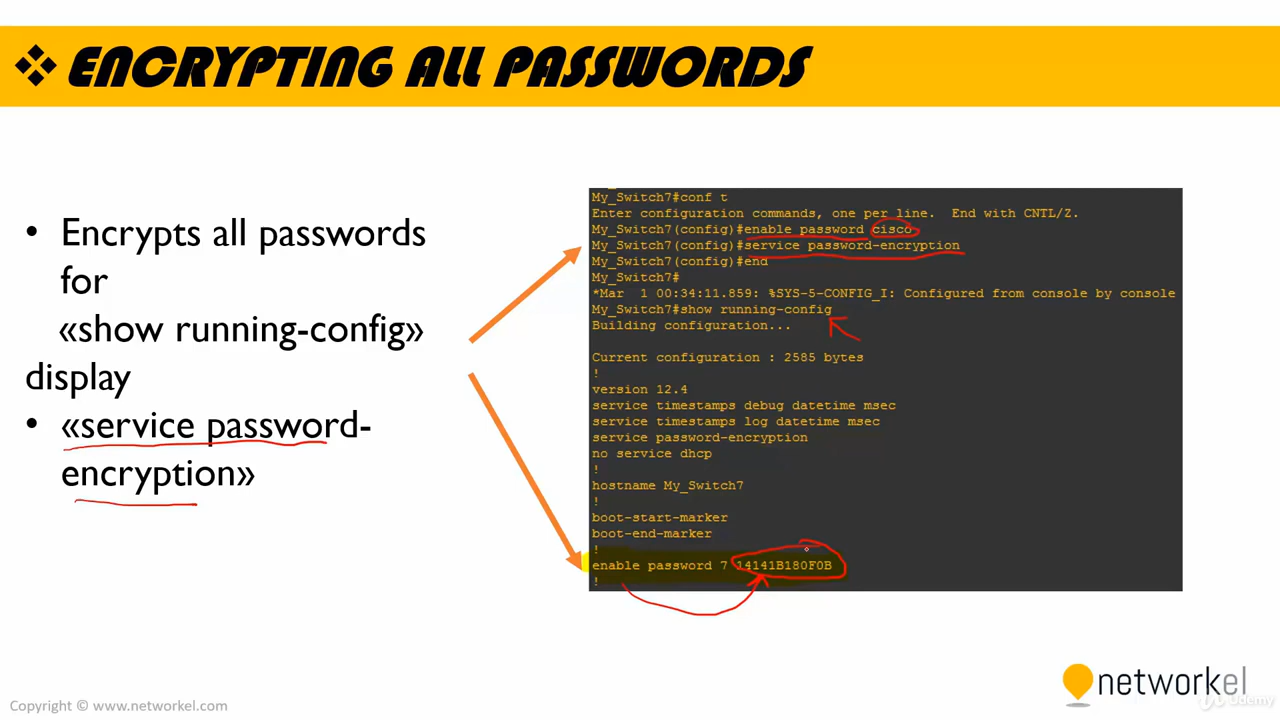 ❖ ENCRYPTING ALL PASSWORDS
• Encrypts all passwords
for
«show running-config»
display
• «service password-
encryption»
My_Switch7#conf t
Enter configuration commands, one per line.  End with CNTL/Z.
My_Switch7(config)#enable password cisco
My_Switch7(config)#service password-encryption
My_Switch7(config)#end
My_Switch7#
*Mar  1 00:34:11.859: %SYS-5-CONFIG_I: Configured from console by console
My_Switch7#show running-config
Building configuration...
Current configuration : 2585 bytes
!
version 12.4
service timestamps debug datetime msec
service timestamps log datetime msec
service password-encryption
no service dhcp
!
hostname My_Switch7
!
boot-start-marker
boot-end-marker
!
enable password 7 14141B180F0B
!
networkel
Udemy
Copyright © www.networkel.com